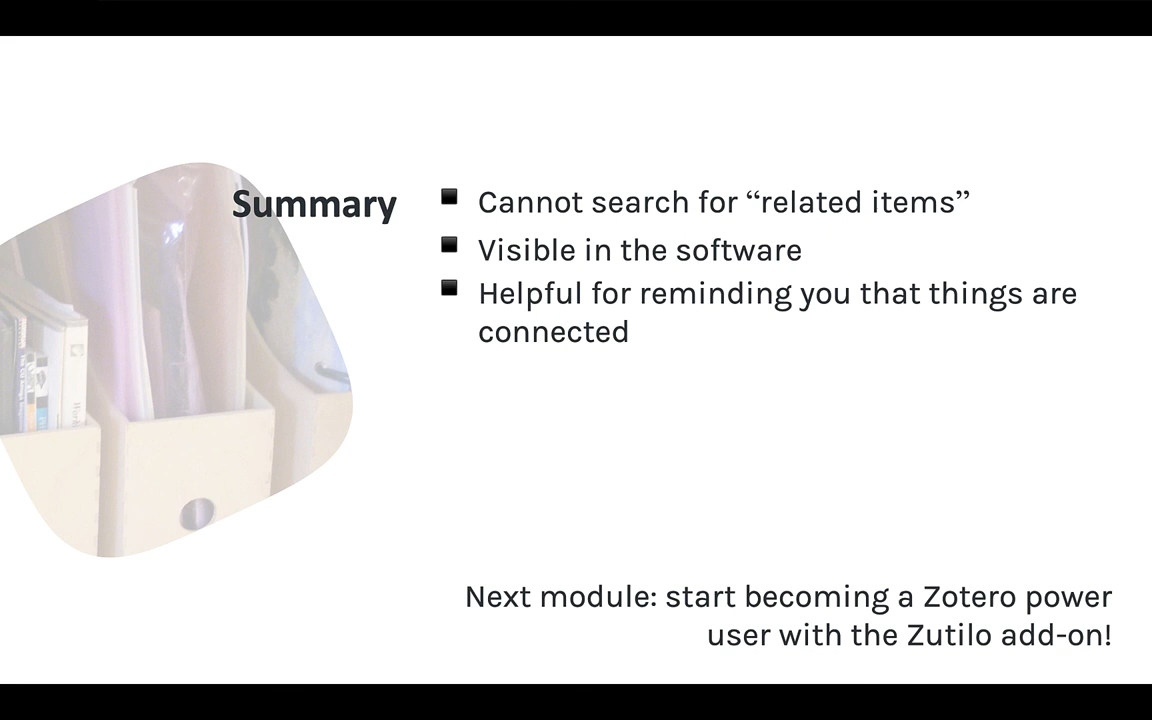 Summary
Cannot search for “related items”
Visible in the software
Helpful for reminding you that things are
connected
Next module: start becoming a Zotero power
user with the Zutilo add-on!